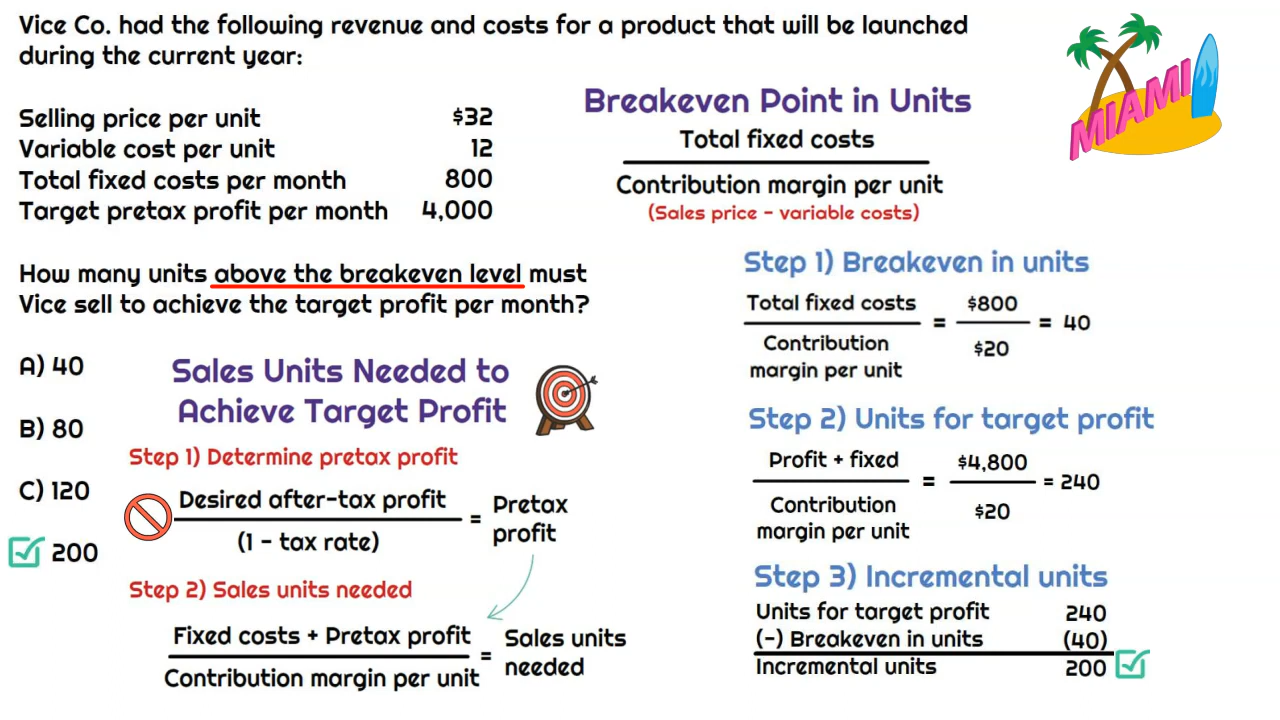 Vice Co. had the following revenue and costs for a product that will be launched
during the current year:
MIAMI
Selling price per unit $32
Variable cost per unit 12
Total fixed costs per month 800
Target pretax profit per month 4,000
Breakeven Point in Units
Total fixed costs
Contribution margin per unit
(Sales price - variable costs)
How many units above the breakeven level must
Vice sell to achieve the target profit per month?
A) 40
B) 80
C) 120
200
Sales Units Needed to
Achieve Target Profit
Step 1) Determine pretax profit
Desired after-tax profit
(1 - tax rate)
= Pretax
profit
Step 2) Sales units needed
Fixed costs + Pretax profit
Contribution margin per unit
= Sales units
needed
Step 1) Breakeven in units
Total fixed costs
Contribution
margin per unit
= $800
$20
= 40
Step 2) Units for target profit
Profit + fixed
Contribution
margin per unit
= $4,800
$20
= 240
Step 3) Incremental units
Units for target profit 240
(-) Breakeven in units (40)
Incremental units 200